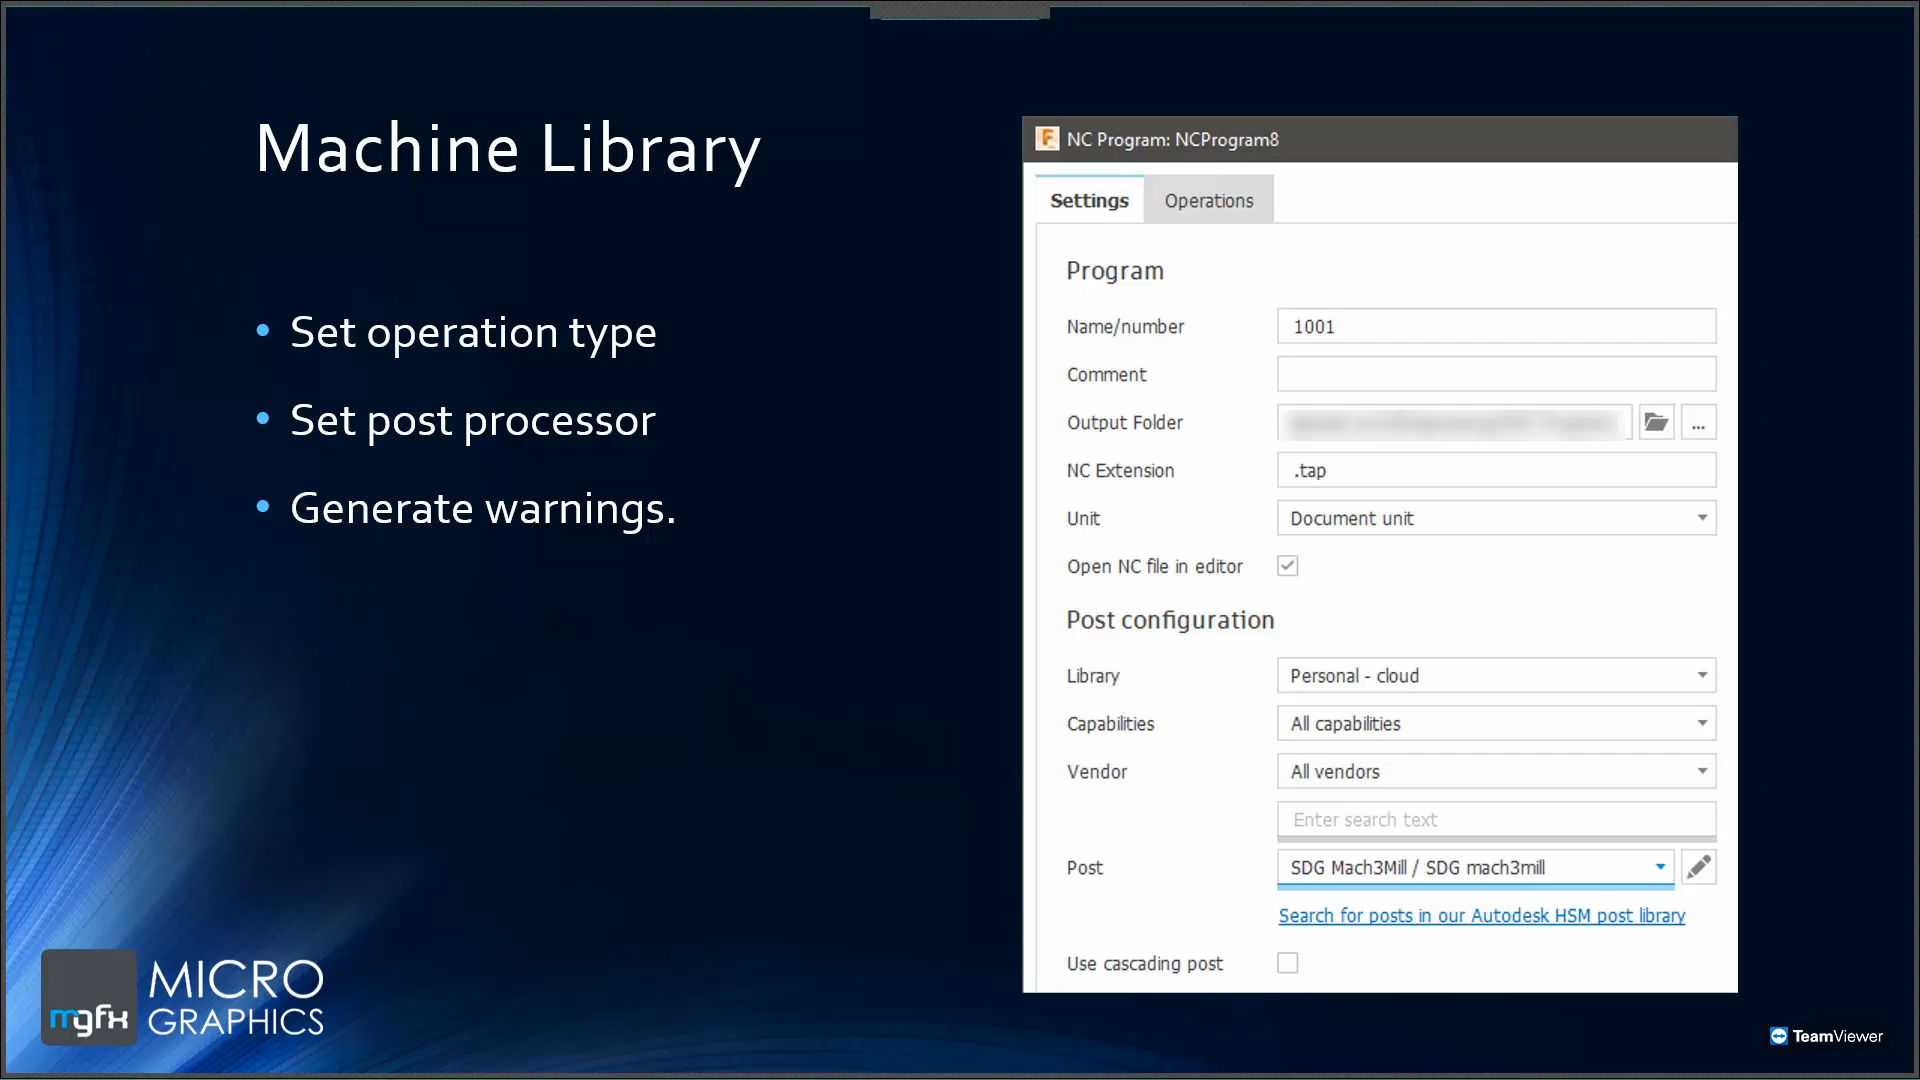 Machine Library
• Set operation type
• Set post processor
• Generate warnings.
NC Program: NCProgram8
Settings Operations
Program
Name/number 1001
Comment
Output Folder ...
NC Extension .tap
Unit Document unit
Open NC file in editor
Post configuration
Library Personal - cloud
Capabilities All capabilities
Vendor All vendors
Enter search text
Post SDG Mach3Mill / SDG mach3mill
Search for posts in our Autodesk HSM post library
Use cascading post
mgfx
MICRO
GRAPHICS
TeamViewer